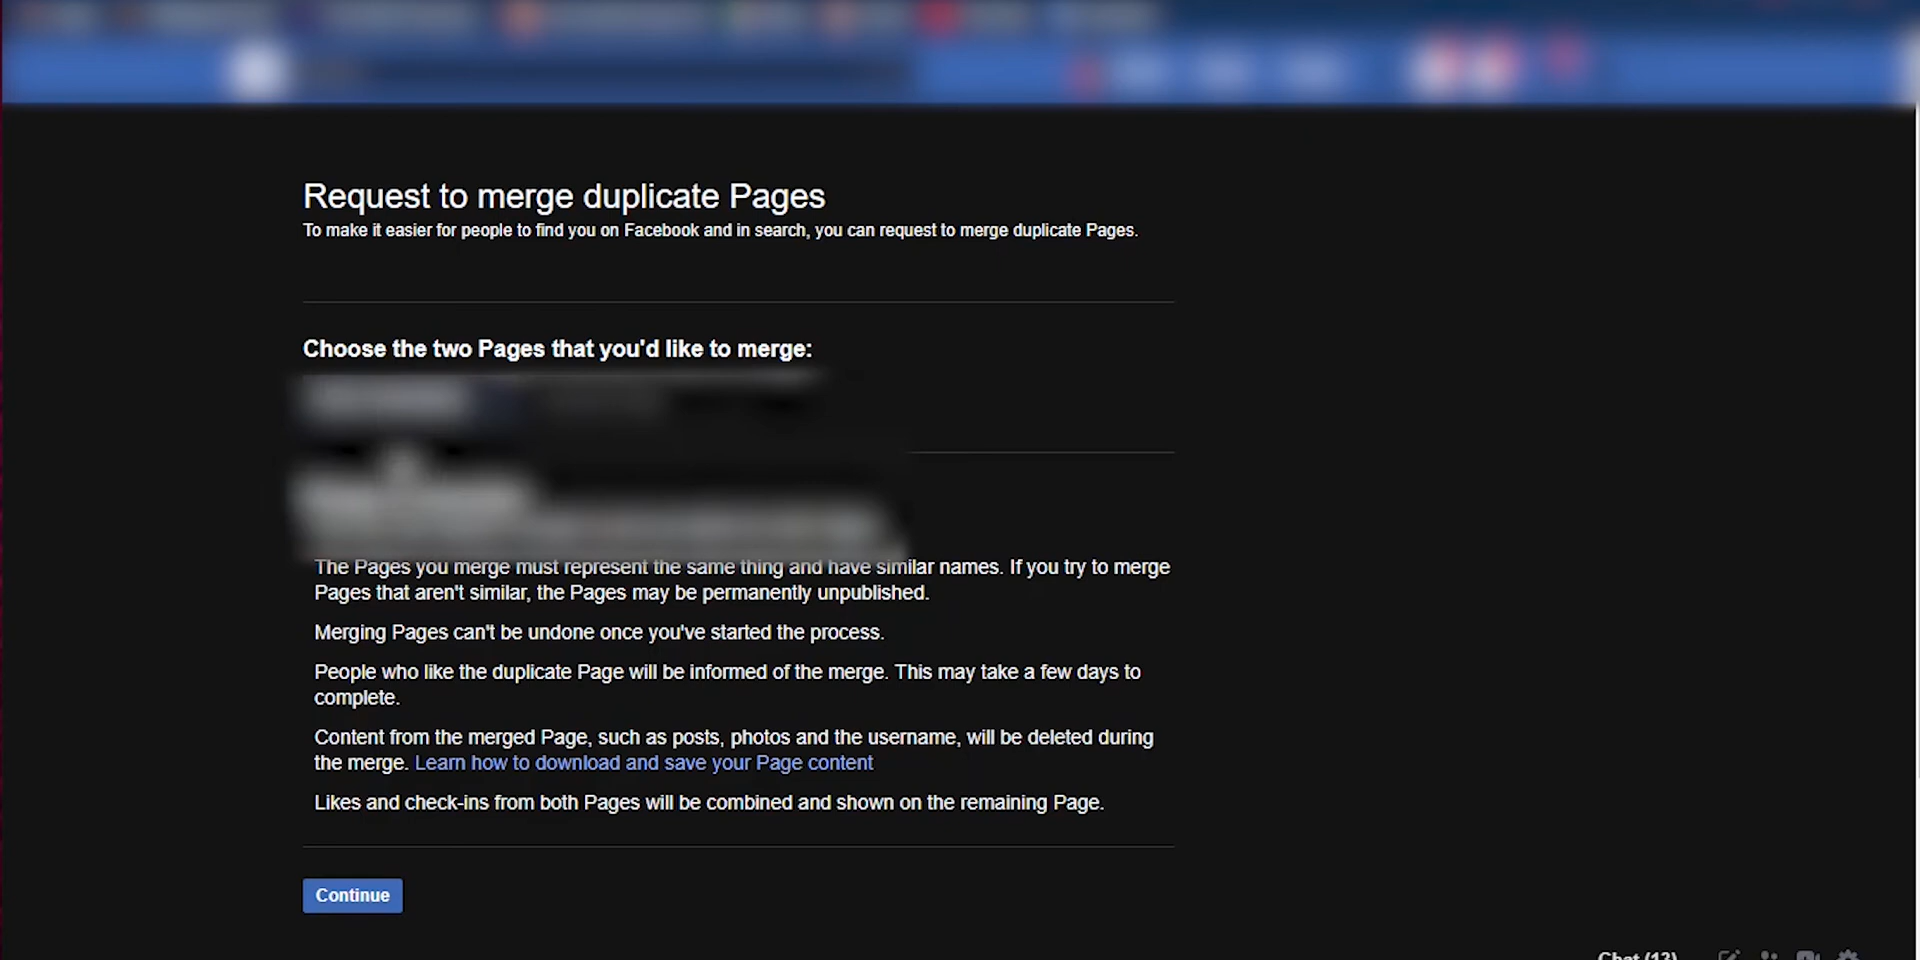 Request to merge duplicate Pages
To make it easier for people to find you on Facebook and in search, you can request to merge duplicate Pages.
Choose the two Pages that you'd like to merge:
The Pages you merge must represent the same thing and have similar names. If you try to merge
Pages that aren't similar, the Pages may be permanently unpublished.
Merging Pages can't be undone once you've started the process.
People who like the duplicate Page will be informed of the merge. This may take a few days to
complete.
Content from the merged Page, such as posts, photos and the username, will be deleted during
the merge. Learn how to download and save your Page content
Likes and check-ins from both Pages will be combined and shown on the remaining Page.
Continue
Chat (13)